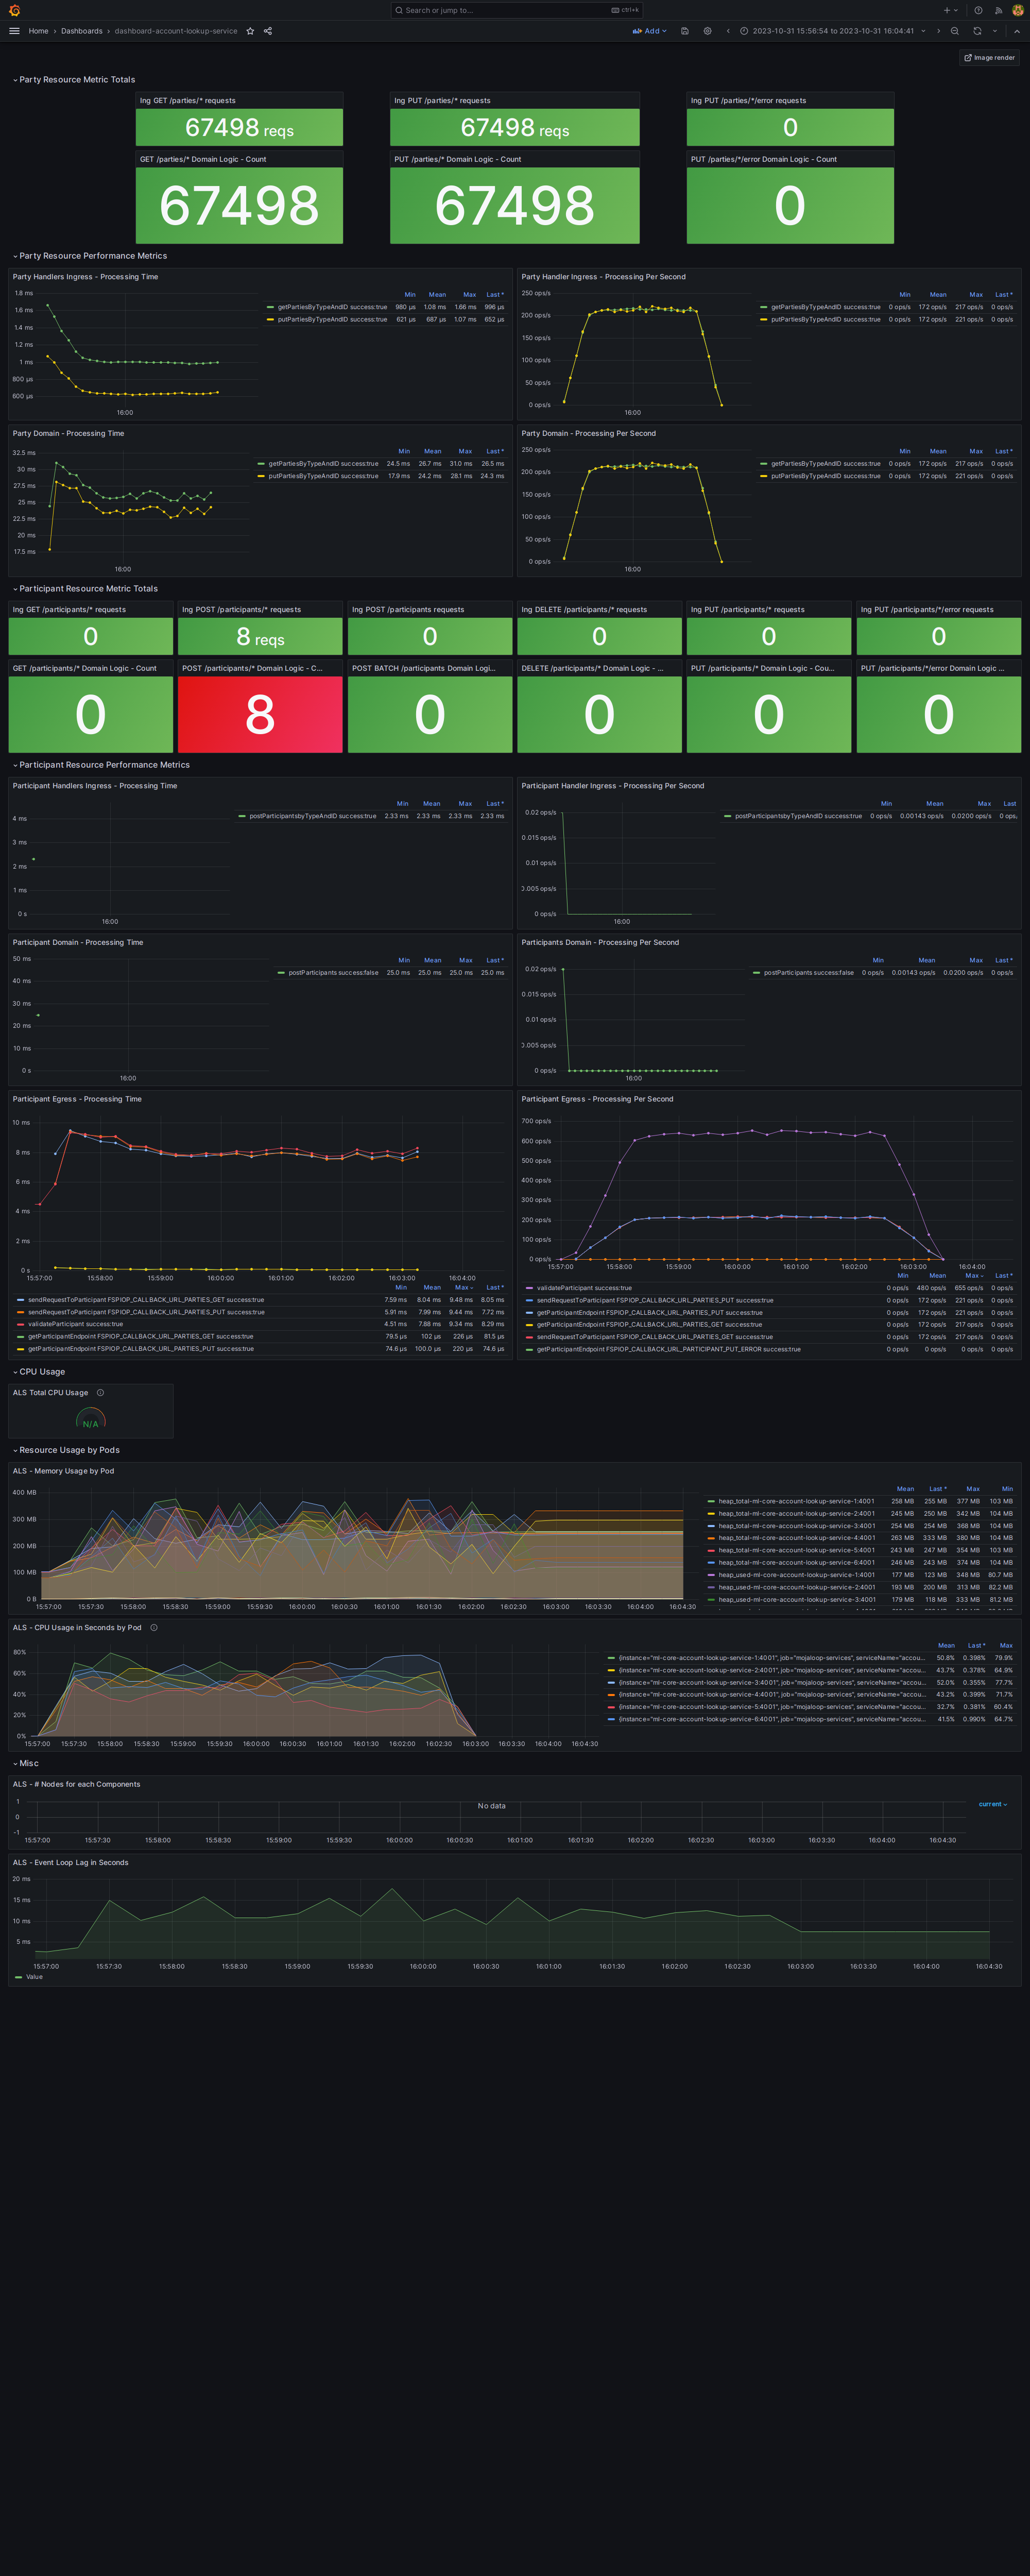 Search or jump to... ctrl+k
Home > Dashboards > dashboard-account-lookup-service Add 2023-10-31 15:56:54 to 2023-10-31 16:04:41
Image render
Party Resource Metric Totals
Ing GET /parties/* requests Ing PUT /parties/* requests Ing PUT /parties/*/error requests
67498 reqs 67498 reqs 0
GET /parties/* Domain Logic - Count PUT /parties/* Domain Logic - Count PUT /parties/*/error Domain Logic - Count
67498 67498 0
Party Resource Performance Metrics
Party Handlers Ingress - Processing Time
Min Mean Max Last *
getPartiesByTypeAndID success:true 980 µs 1.08 ms 1.66 ms 996 µs
putPartiesByTypeAndID success:true 621 µs 687 µs 1.07 ms 652 µs
1.8 ms
1.6 ms
1.4 ms
1.2 ms
1 ms
800 µs
600 µs
16:00
Party Handler Ingress - Processing Per Second
Min Mean Max Last *
getPartiesByTypeAndID success:true 0 ops/s 172 ops/s 217 ops/s 0 ops/s
putPartiesByTypeAndID success:true 0 ops/s 172 ops/s 221 ops/s 0 ops/s
250 ops/s
200 ops/s
150 ops/s
100 ops/s
50 ops/s
0 ops/s
16:00
Party Domain - Processing Time
Min Mean Max Last *
getPartiesByTypeAndID success:true 24.5 ms 26.7 ms 31.0 ms 26.5 ms
putPartiesByTypeAndID success:true 17.9 ms 24.2 ms 28.1 ms 24.3 ms
32.5 ms
30 ms
27.5 ms
25 ms
22.5 ms
20 ms
17.5 ms
16:00
Party Domain - Processing Per Second
Min Mean Max Last *
getPartiesByTypeAndID success:true 0 ops/s 172 ops/s 217 ops/s 0 ops/s
putPartiesByTypeAndID success:true 0 ops/s 172 ops/s 221 ops/s 0 ops/s
250 ops/s
200 ops/s
150 ops/s
100 ops/s
50 ops/s
0 ops/s
16:00
Participant Resource Metric Totals
Ing GET /participants/* requests Ing POST /participants/* requests Ing POST /participants requests Ing DELETE /participants/* requests Ing PUT /participants/* requests Ing PUT /participants/*/error requests
0 8 reqs 0 0 0 0
GET /participants/* Domain Logic - Count POST /participants/* Domain Logic - C... POST BATCH /participants Domain Logi... DELETE /participants/* Domain Logic - ... PUT /participants/* Domain Logic - Cou... PUT /participants/*/error Domain Logic ...
0 8 0 0 0 0
Participant Resource Performance Metrics
Participant Handlers Ingress - Processing Time
Min Mean Max Last *
postParticipantsbyTypeAndID success:true 2.33 ms 2.33 ms 2.33 ms 2.33 ms
4 ms
3 ms
2 ms
1 ms
0 s
16:00
Participant Handler Ingress - Processing Per Second
Min Mean Max Last
postParticipantsbyTypeAndID success:true 0 ops/s 0.00143 ops/s 0.0200 ops/s 0 ops,
0.02 ops/s
0.015 ops/s
0.01 ops/s
0.005 ops/s
0 ops/s
16:00
Participant Domain - Processing Time
Min Mean Max Last *
postParticipants success:false 25.0 ms 25.0 ms 25.0 ms 25.0 ms
50 ms
40 ms
30 ms
20 ms
10 ms
0 s
16:00
Participants Domain - Processing Per Second
Min Mean Max Last *
postParticipants success:false 0 ops/s 0.00143 ops/s 0.0200 ops/s 0 ops/s
0.02 ops/s
0.015 ops/s
0.01 ops/s
0.005 ops/s
0 ops/s
16:00
Participant Egress - Processing Time
10 ms
8 ms
6 ms
4 ms
2 ms
0 s
15:57:00 15:58:00 15:59:00 16:00:00 16:01:00 16:02:00 16:03:00 16:04:00
Min Mean Max Last *
sendRequestToParticipant FSPIOP_CALLBACK_URL_PARTIES_GET success:true 7.59 ms 8.04 ms 9.48 ms 8.05 ms
sendRequestToParticipant FSPIOP_CALLBACK_URL_PARTIES_PUT success:true 5.91 ms 7.99 ms 9.44 ms 7.72 ms
validateParticipant success:true 4.51 ms 7.88 ms 9.34 ms 8.29 ms
getParticipantEndpoint FSPIOP_CALLBACK_URL_PARTIES_GET success:true 79.5 µs 102 µs 226 µs 81.5 µs
getParticipantEndpoint FSPIOP_CALLBACK_URL_PARTIES_PUT success:true 74.6 µs 100.0 µs 220 µs 74.6 µs
Participant Egress - Processing Per Second
700 ops/s
600 ops/s
500 ops/s
400 ops/s
300 ops/s
200 ops/s
100 ops/s
0 ops/s
15:57:00 15:58:00 15:59:00 16:00:00 16:01:00 16:02:00 16:03:00 16:04:00
Min Mean Max Last *
validateParticipant success:true 0 ops/s 480 ops/s 655 ops/s 0 ops/s
sendRequestToParticipant FSPIOP_CALLBACK_URL_PARTIES_PUT success:true 0 ops/s 172 ops/s 221 ops/s 0 ops/s
getParticipantEndpoint FSPIOP_CALLBACK_URL_PARTIES_PUT success:true 0 ops/s 172 ops/s 221 ops/s 0 ops/s
getParticipantEndpoint FSPIOP_CALLBACK_URL_PARTIES_GET success:true 0 ops/s 172 ops/s 217 ops/s 0 ops/s
sendRequestToParticipant FSPIOP_CALLBACK_URL_PARTIES_GET success:true 0 ops/s 172 ops/s 217 ops/s 0 ops/s
getParticipantEndpoint FSPIOP_CALLBACK_URL_PARTICIPANT_PUT_ERROR success:true 0 ops/s 0 ops/s 0 ops/s 0 ops/s
CPU Usage
ALS Total CPU Usage
N/A
Resource Usage by Pods
ALS - Memory Usage by Pod
400 MB
300 MB
200 MB
100 MB
0 B
15:57:00 15:57:30 15:58:00 15:58:30 15:59:00 15:59:30 16:00:00 16:00:30 16:01:00 16:01:30 16:02:00 16:02:30 16:03:00 16:03:30 16:04:00 16:04:30
Mean Last * Max Min
heap_total-ml-core-account-lookup-service-1:4001 258 MB 255 MB 377 MB 103 MB
heap_total-ml-core-account-lookup-service-2:4001 245 MB 250 MB 342 MB 104 MB
heap_total-ml-core-account-lookup-service-3:4001 254 MB 254 MB 368 MB 104 MB
heap_total-ml-core-account-lookup-service-4:4001 263 MB 333 MB 380 MB 104 MB
heap_total-ml-core-account-lookup-service-5:4001 243 MB 247 MB 354 MB 103 MB
heap_total-ml-core-account-lookup-service-6:4001 246 MB 243 MB 374 MB 104 MB
heap_used-ml-core-account-lookup-service-1:4001 177 MB 123 MB 348 MB 80.7 MB
heap_used-ml-core-account-lookup-service-2:4001 193 MB 200 MB 313 MB 82.2 MB
heap_used-ml-core-account-lookup-service-3:4001 179 MB 118 MB 333 MB 81.2 MB
ALS - CPU Usage in Seconds by Pod
80%
60%
40%
20%
0%
15:57:00 15:57:30 15:58:00 15:58:30 15:59:00 15:59:30 16:00:00 16:00:30 16:01:00 16:01:30 16:02:00 16:02:30 16:03:00 16:03:30 16:04:00 16:04:30
Mean Last * Max
{instance="ml-core-account-lookup-service-1:4001", job="mojaloop-services", serviceName="accou... 50.8% 0.398% 79.9%
{instance="ml-core-account-lookup-service-2:4001", job="mojaloop-services", serviceName="accou... 43.7% 0.378% 64.9%
{instance="ml-core-account-lookup-service-3:4001", job="mojaloop-services", serviceName="accou... 52.0% 0.355% 77.7%
{instance="ml-core-account-lookup-service-4:4001", job="mojaloop-services", serviceName="accou... 43.2% 0.399% 71.7%
{instance="ml-core-account-lookup-service-5:4001", job="mojaloop-services", serviceName="accou... 32.7% 0.381% 60.4%
{instance="ml-core-account-lookup-service-6:4001", job="mojaloop-services", serviceName="accou... 41.5% 0.990% 64.7%
Misc
ALS - # Nodes for each Components
1
0
-1
No data
current
15:57:00 15:57:30 15:58:00 15:58:30 15:59:00 15:59:30 16:00:00 16:00:30 16:01:00 16:01:30 16:02:00 16:02:30 16:03:00 16:03:30 16:04:00 16:04:30
ALS - Event Loop Lag in Seconds
20 ms
15 ms
10 ms
5 ms
15:57:00 15:57:30 15:58:00 15:58:30 15:59:00 15:59:30 16:00:00 16:00:30 16:01:00 16:01:30 16:02:00 16:02:30 16:03:00 16:03:30 16:04:00 16:04:30
Value